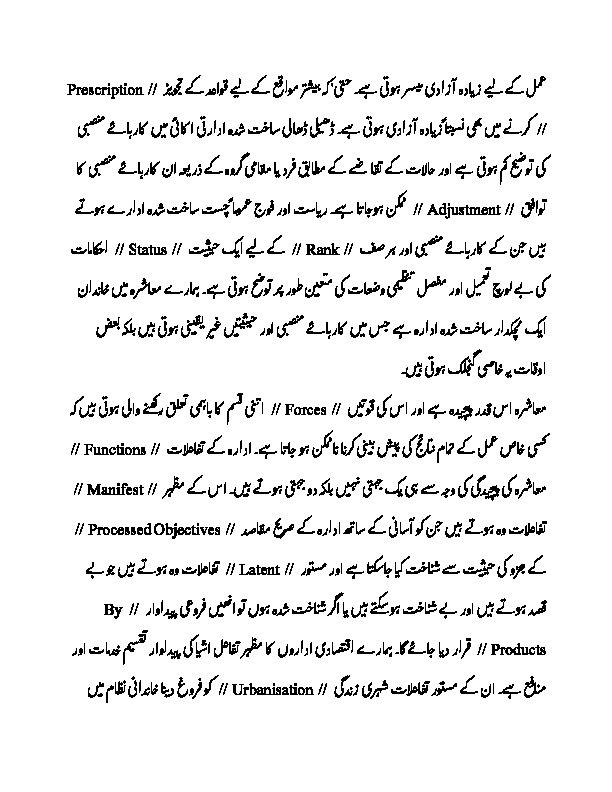 عمل کے لیے زیادہ آزادی میسر ہوتی ہے۔ حتیٰ کہ بیشتر مواقع کے لیے قواعد کے تجویز // Prescription
// کرنے میں بھی نسبتاً زیادہ آزادی ہوتی ہے۔ ڈھیلی ڈھالی ساخت شدہ ادارتی اکائی میں کارہائے منصبی
کی توضیح کم ہوتی ہے اور حالات کے تقاضے کے مطابق فرد یا مقامی گروہ کے ذریعہ ان کارہائے منصبی کا
توافق // Adjustment // ممکن ہوجاتا ہے۔ ریاست اور فوج عموماً چست ساخت شدہ ادارے ہوتے
ہیں جن کے کارہائے منصبی اور ہر صف // Rank // کے لیے ایک حیثیت // Status // احکامات
کی بے لوچ تعمیل اور مفصل تنظیمی وضعات کی متعین طور پر توضیح ہوتی ہے۔ ہمارے معاشرہ میں خاندان
ایک لچکدار ساخت شدہ ادارہ ہے جس میں کارہائے منصبی اور حیثیتیں غیر یقینی ہوتی ہیں بلکہ بعض
اوقات یہ خاصی گنجلک ہوتی ہیں۔
معاشرہ اس قدر پیچیدہ ہے اور اس کی قوتیں // Forces // اتنی قسم کا باہمی تعلق رکھنے والی ہوتی ہیں کہ
کسی خاص عمل کے تمام نتائج کی پیش بینی کرنا ناممکن ہو جاتا ہے۔ ادارہ کے تفاعلات // Functions //
معاشرہ کی پیچیدگی کی وجہ سے ہی یک جہتی نہیں بلکہ دو جہتی ہوتے ہیں۔ اس کے مظہر // Manifest //
تفاعلات وہ ہوتے ہیں جن کو آسانی کے ساتھ ادارہ کے صریح مقاصد // Processed Objectives //
کے جزو کی حیثیت سے شناخت کیا جاسکتا ہے اور مستور // Latent // تفاعلات وہ ہوتے ہیں جو بے
قصد ہوتے ہیں اور بے شناخت ہوسکتے ہیں یا اگر شناخت شدہ ہوں تو انھیں فروعی پیداوار // By
Products // قرار دیا جائے گا۔ ہمارے اقتصادی اداروں کا مظہر تفاعل اشیا کی پیداوار تقسیم خدمات اور
منافع ہے۔ ان کے مستور تفاعلات شہری زندگی // Urbanisation // کو فروغ دینا خاندانی نظام میں